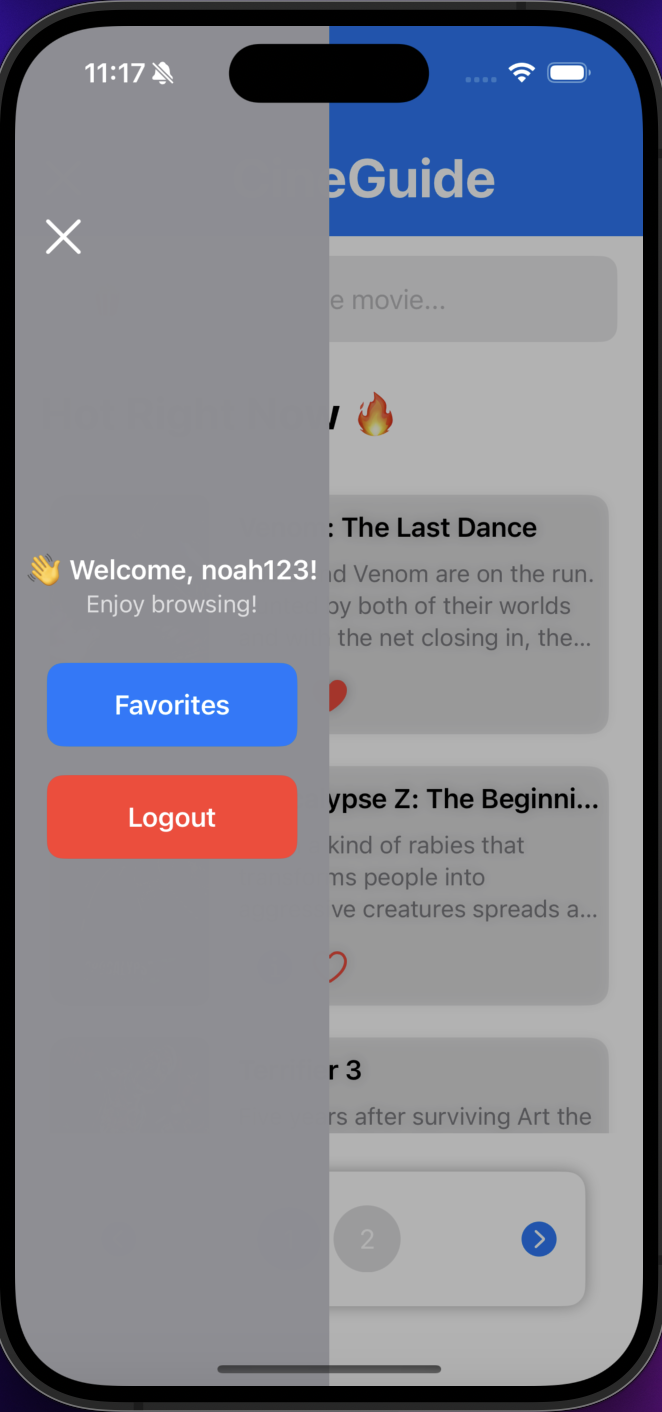 11:17
eGuide
e movie...
w 🔥
: The Last Dance
nd Venom are on the run.
by both of their worlds
the net closing in, the...
👋 Welcome, noah123!
Enjoy browsing!
Favorites
Logout
ypse Z: The Beginni...
kind of rabies that
ms people into
ve creatures spreads a...
r 3
rs after surviving Art the
2